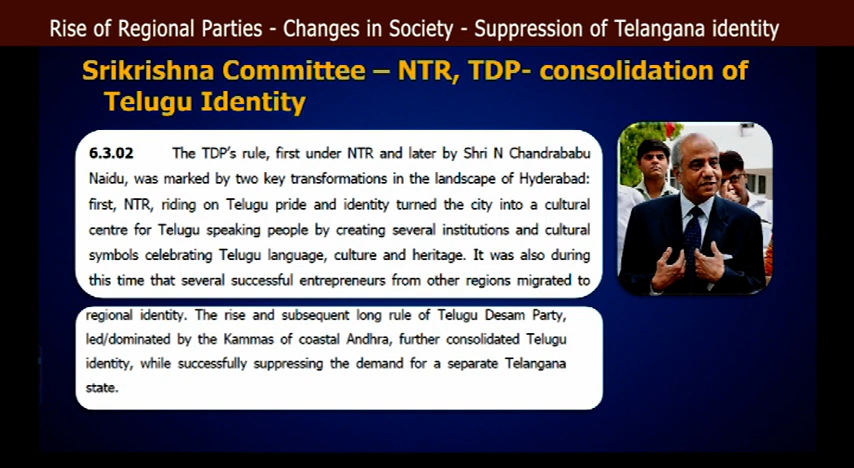 Rise of Regional Parties - Changes in Society - Suppression of Telangana identity
Srikrishna Committee – NTR, TDP- consolidation of
Telugu Identity
6.3.02 The TDP's rule, first under NTR and later by Shri N Chandrababu
Naidu, was marked by two key transformations in the landscape of Hyderabad:
first, NTR, riding on Telugu pride and identity turned the city into a cultural
centre for Telugu speaking people by creating several institutions and cultural
symbols celebrating Telugu language, culture and heritage. It was also during
this time that several successful entrepreneurs from other regions migrated to
regional identity. The rise and subsequent long rule of Telugu Desam Party,
led/dominated by the Kammas of coastal Andhra, further consolidated Telugu
identity, while successfully suppressing the demand for a separate Telangana
state.